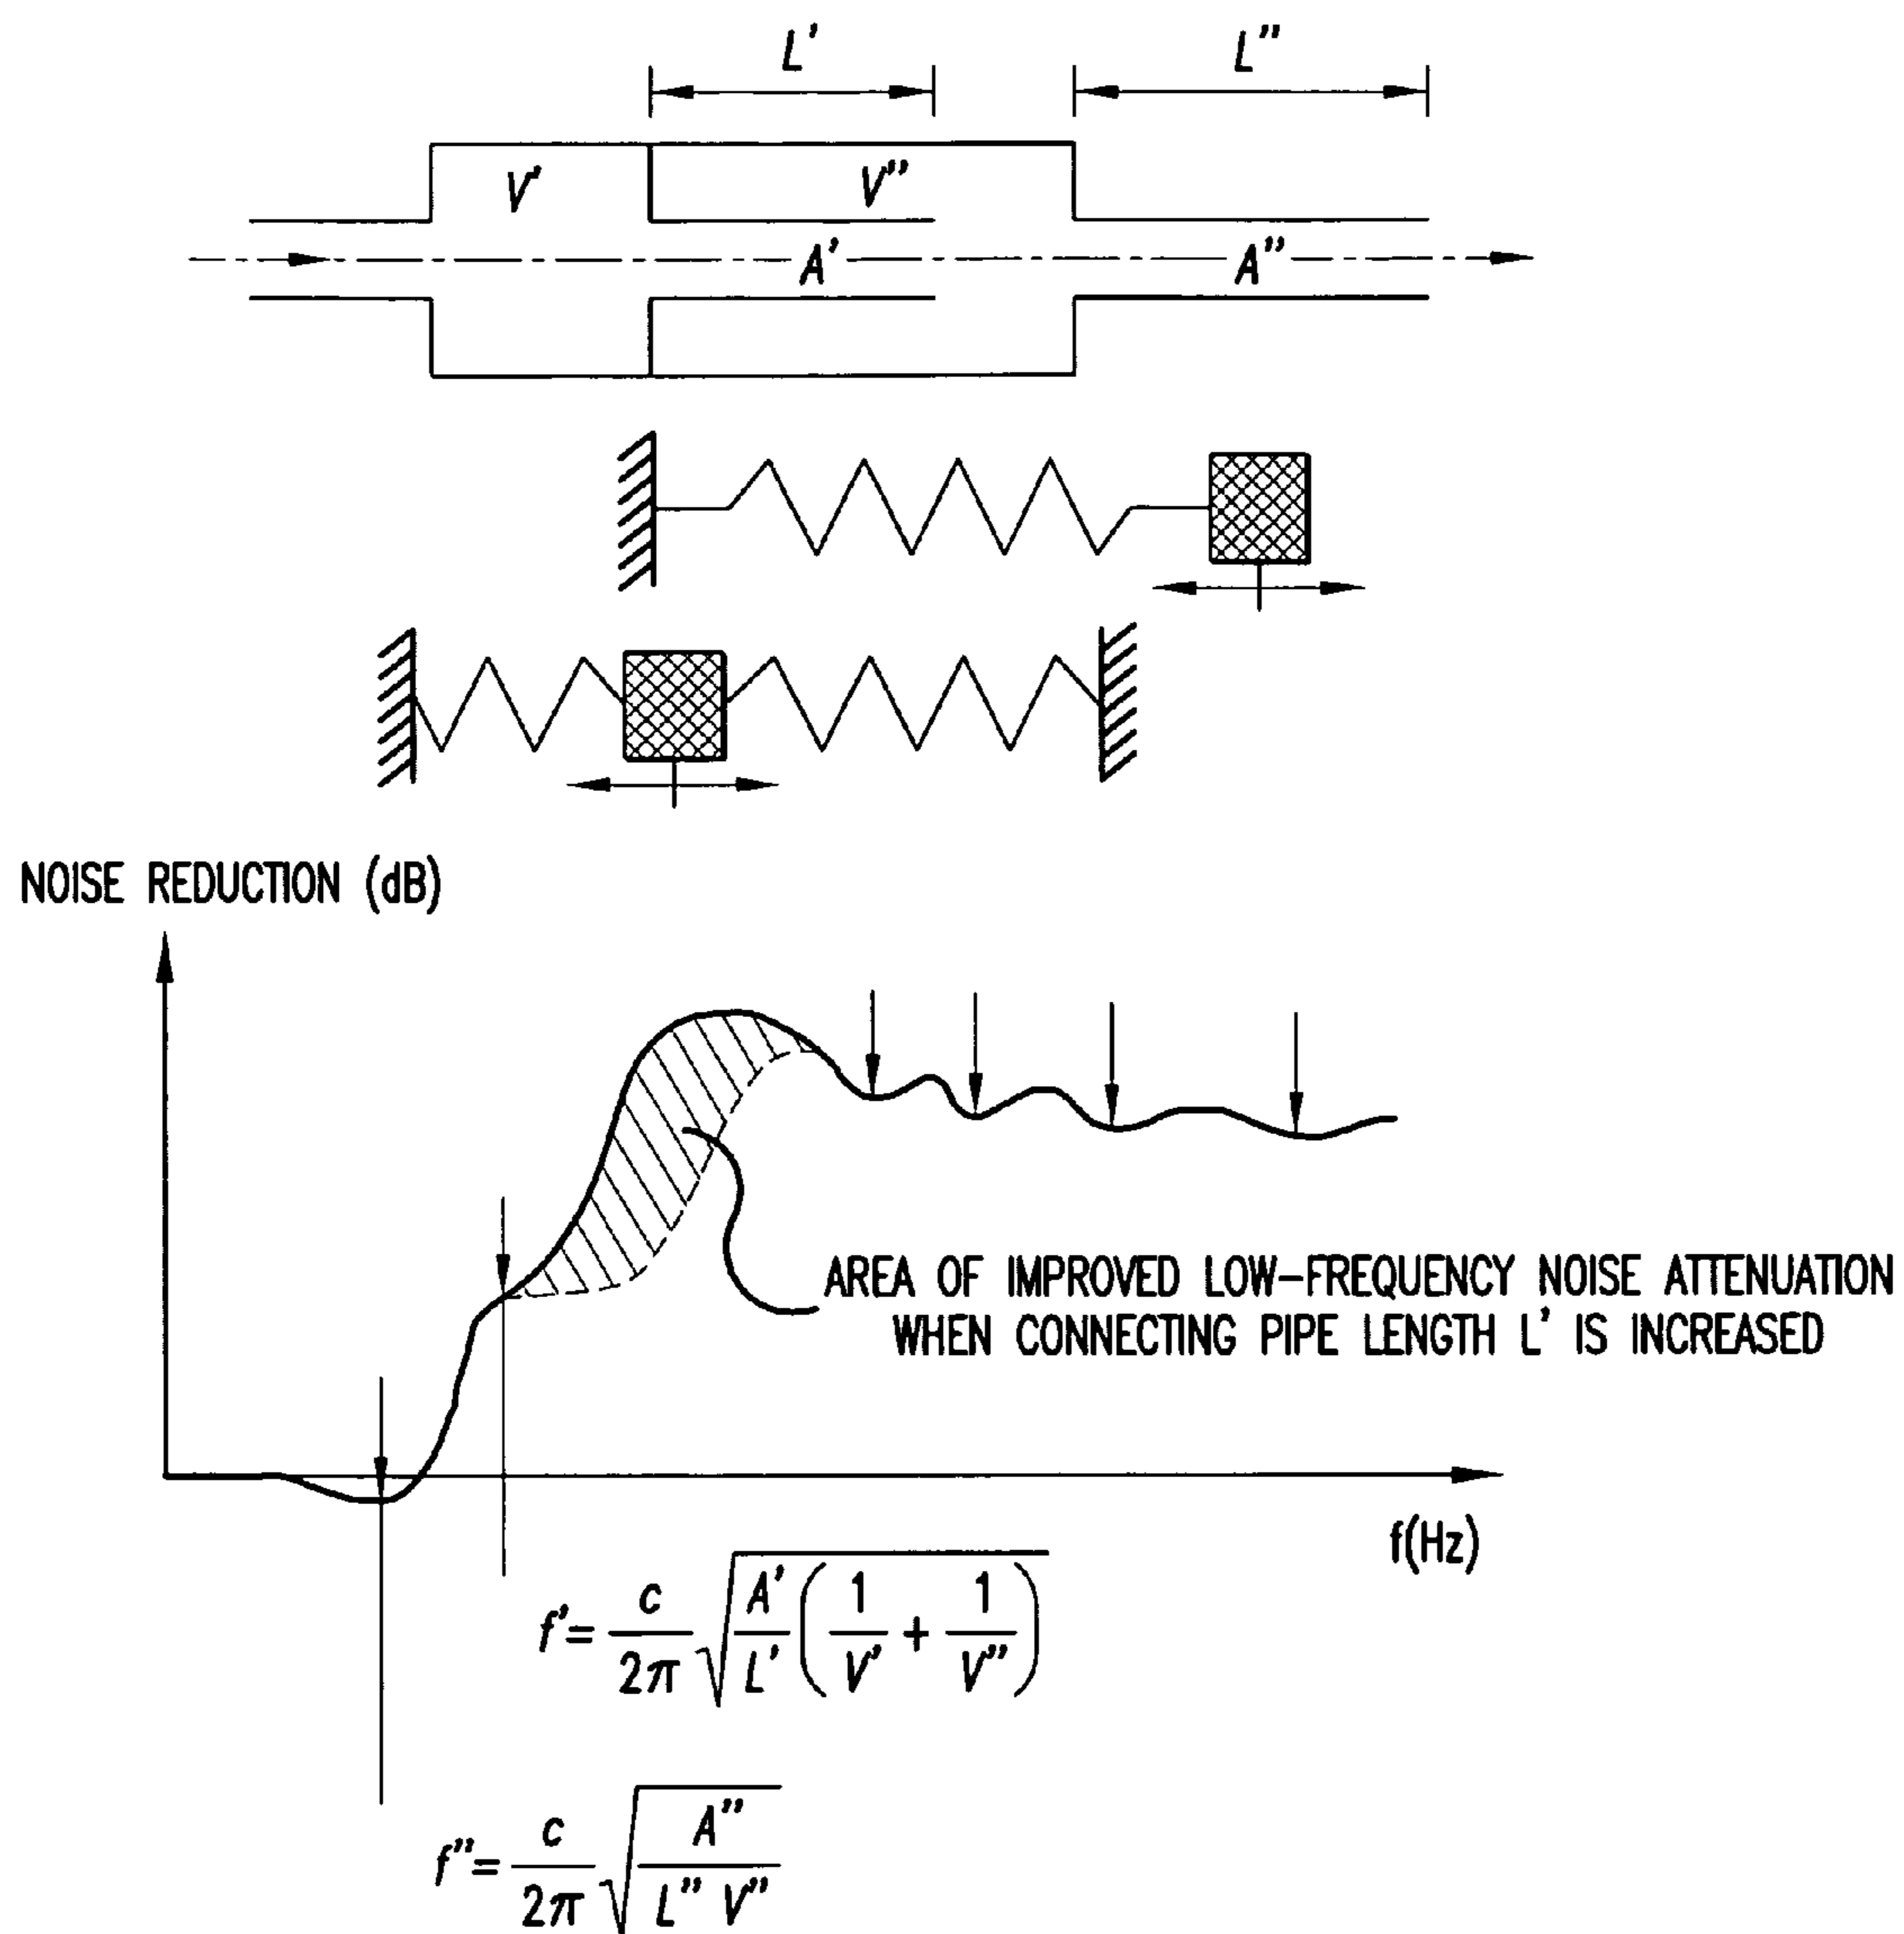 L' L''
V' V''
A' A''
NOISE REDUCTION (dB)
AREA OF IMPROVED LOW-FREQUENCY NOISE ATTENUATION
WHEN CONNECTING PIPE LENGTH L' IS INCREASED
f(Hz)
f'= c/2π √(A'/L' (1/V' + 1/V''))
f''= c/2π √(A''/L'' V'')